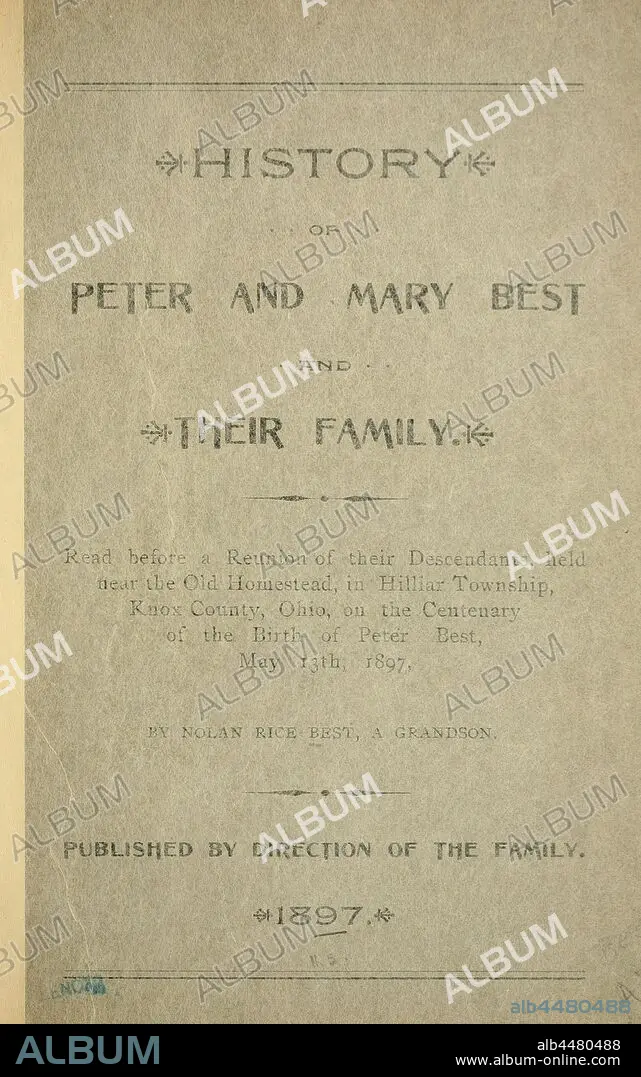 HISTORY
OF
PETER AND MARY BEST
AND
THEIR FAMILY.
Read before a Reunion of their Descendants, held
near the Old Homestead, in Hilliar Township,
Knox County, Ohio, on the Centenary
of the Birth of Peter Best,
May 13th, 1897,
BY NOLAN RICE BEST, A GRANDSON.
PUBLISHED BY DIRECTION OF THE FAMILY.
1897.
alb4480488
ALBUM
alb4480488
www.album-online.com